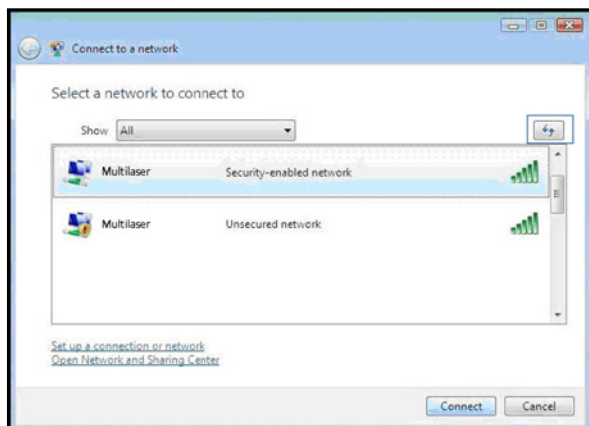 Connect to a network
Select a network to connect to
Show All
Multilaser Security-enabled network
Multilaser Unsecured network
Set up a connection or network
Open Network and Sharing Center
Connect Cancel